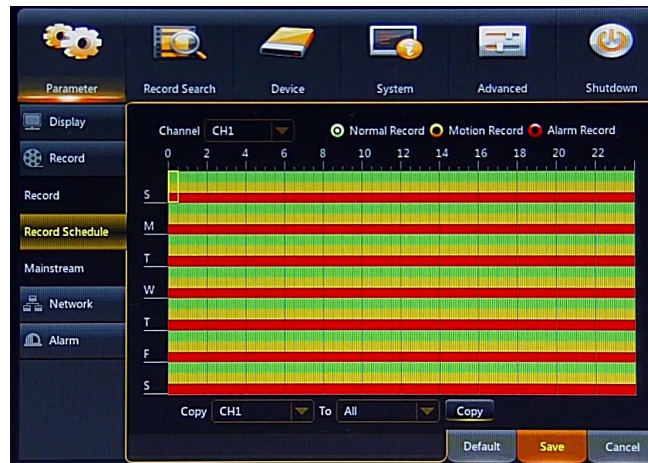 Parameter Record Search Device System Advanced Shutdown
Display
Record
Record
Record Schedule
Mainstream
Network
Alarm
Channel CH1 Normal Record Motion Record Alarm Record
0 2 4 6 8 10 12 14 16 18 20 22
S
M
T
W
T
F
S
Copy CH1 To All Copy
Default Save Cancel